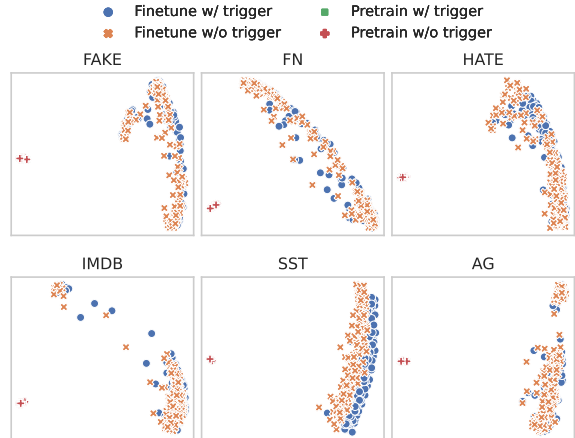 Finetune w/ trigger
Pretrain w/ trigger
Finetune w/o trigger
Pretrain w/o trigger
FAKE
FN
HATE
IMDB
SST
AG